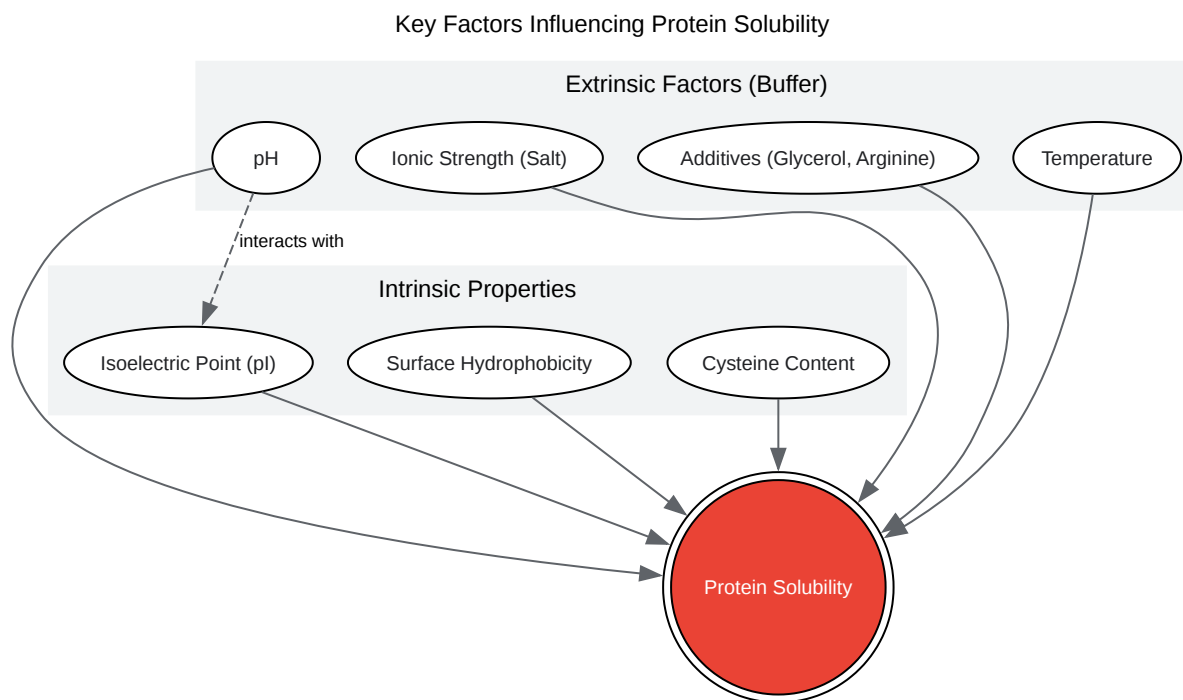 Key Factors Influencing Protein Solubility
Extrinsic Factors (Buffer)
pH
Ionic Strength (Salt)
Additives (Glycerol, Arginine)
Temperature
interacts with
Intrinsic Properties
Isoelectric Point (pI)
Surface Hydrophobicity
Cysteine Content
Protein Solubility